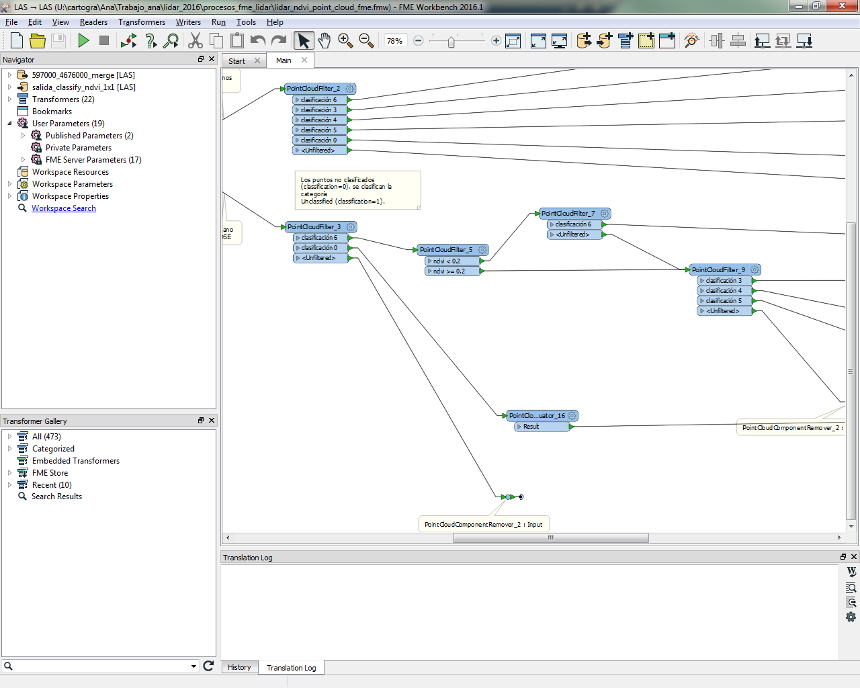 LAS → LAS (U:\cartogra\Ana\Trabajo_ana\lidar_2016\procesos_fme_lidar\lidar_ndvi_point_cloud_fme.fmw) - FME Workbench 2016.1
File Edit View Readers Transformers Writers Run Tools Help
78%
Navigator
597000_4676000_merge [LAS]
salida_classify_ndvi_1x1 [LAS]
Transformers (22)
Bookmarks
User Parameters (19)
Published Parameters (2)
Private Parameters
FME Server Parameters (17)
Workspace Resources
Workspace Parameters
Workspace Properties
Workspace Search
Transformer Gallery
All (473)
Categorized
Embedded Transformers
FME Store
Recent (10)
Search Results
Start
Main
nos
PointCloudFilter_2
clasificación 6
clasificación 3
clasificación 4
clasificación 5
clasificación 0
<Unfiltered>
Los puntos no clasificados
(classification=0), se clasifican la
categoría
Unclassified (classification=1).
ano
PointCloudFilter_3
clasificación 6
clasificación 0
<Unfiltered>
PointCloudFilter_5
ndvi < 0.2
ndvi >= 0.2
PointCloudFilter_7
clasificación 6
<Unfiltered>
PointCloudFilter_9
clasificación 3
clasificación 4
clasificación 5
<Unfiltered>
PointClo...uator_16
Result
PointCloudComponentRemover_2 :
PointCloudComponentRemover_2 : Input
Translation Log
History
Translation Log